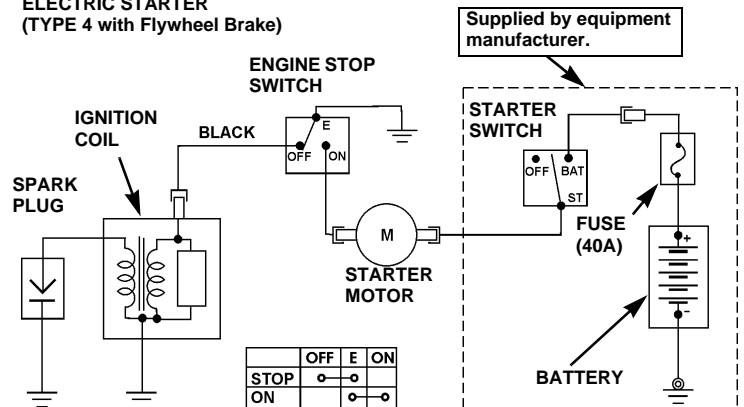 ELECTRIC STARTER
(TYPE 4 with Flywheel Brake)
Supplied by equipment
manufacturer.
ENGINE STOP
SWITCH
IGNITION
COIL
BLACK
E
OFF
ON
STARTER
SWITCH
OFF
BAT
ST
SPARK
PLUG
FUSE
(40A)
M
STARTER
MOTOR
+
-
BATTERY
OFF E ON
STOP
ON